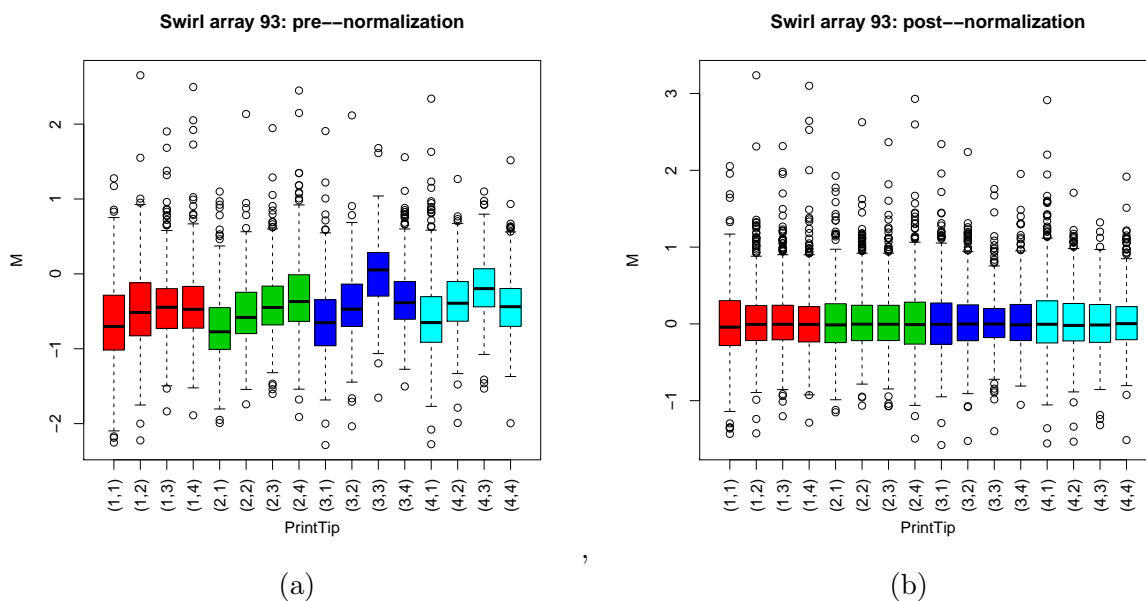 Swirl array 93: pre−−normalization
M
2
1
0
−1
−2
(1,1) (1,2) (1,3) (1,4) (2,1) (2,2) (2,3) (2,4) (3,1) (3,2) (3,3) (3,4) (4,1) (4,2) (4,3) (4,4)
PrintTip
(a)
,
Swirl array 93: post−−normalization
M
3
2
1
0
−1
(1,1) (1,2) (1,3) (1,4) (2,1) (2,2) (2,3) (2,4) (3,1) (3,2) (3,3) (3,4) (4,1) (4,2) (4,3) (4,4)
PrintTip
(b)